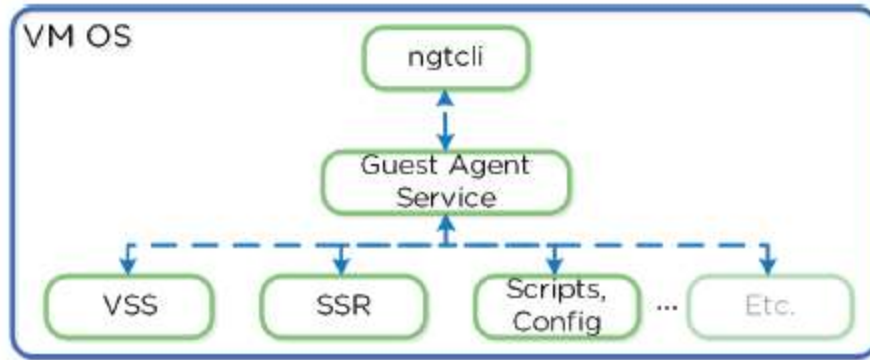 VM OS
ngtcli
Guest Agent
Service
VSS
SSR
Scripts,
Config
...
Etc.